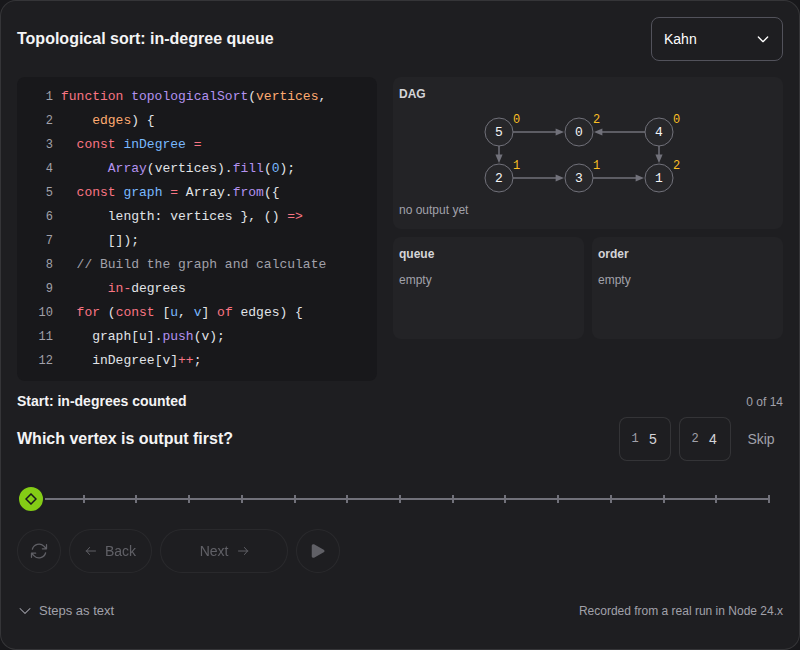 Topological sort: in-degree queue
Kahn
1 function topologicalSort(vertices,
2 edges) {
3 const inDegree =
4 Array(vertices).fill(0);
5 const graph = Array.from({
6 length: vertices }, () =>
7 []);
8 // Build the graph and calculate
9 in-degrees
10 for (const [u, v] of edges) {
11 graph[u].push(v);
12 inDegree[v]++;
DAG
5 0 0 2 4 0
2 1 3 1 1 2
no output yet
queue
empty
order
empty
Start: in-degrees counted
0 of 14
Which vertex is output first?
1 5
2 4
Skip
Back
Next
Steps as text
Recorded from a real run in Node 24.x